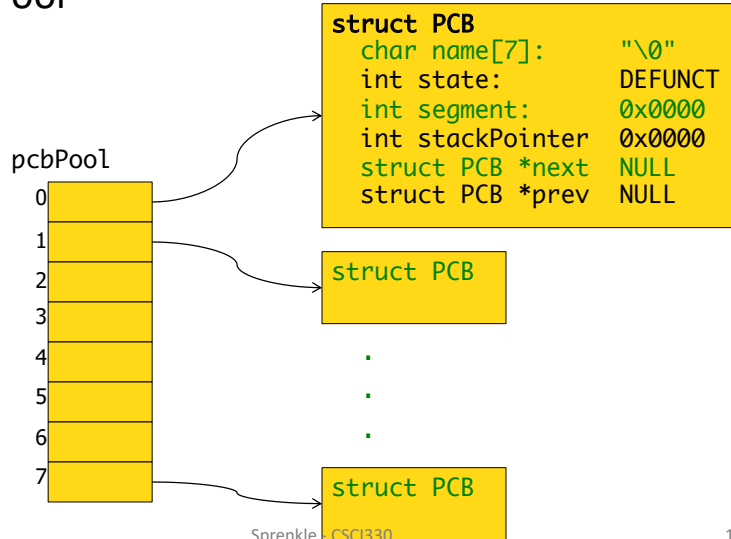 struct PCB
char name[7]: "\0"
int state: DEFUNCT
int segment: 0x0000
int stackPointer 0x0000
struct PCB *next NULL
struct PCB *prev NULL
pcbPool
0
1
2
3
4
5
6
7
struct PCB
.
.
.
struct PCB
Sprenkle - CSCI330
1